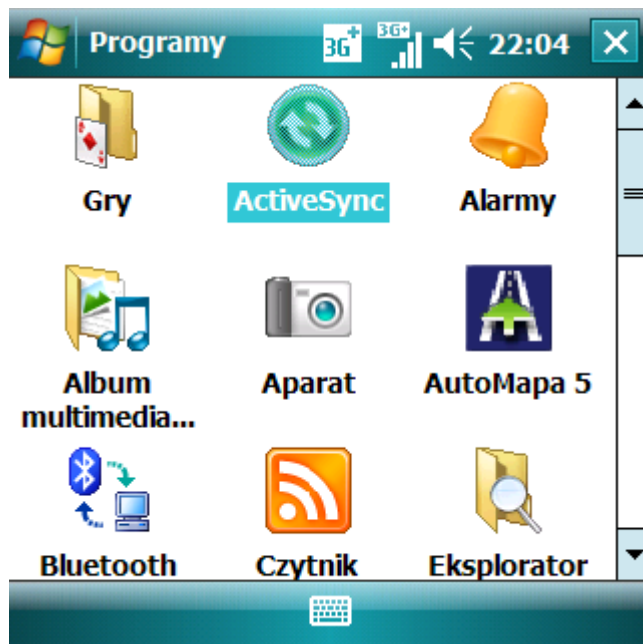 Programy 3G+ 3G+ 22:04
Gry ActiveSync Alarmy
Album multimedia... Aparat AutoMapa 5
Bluetooth Czytnik Eksplorator